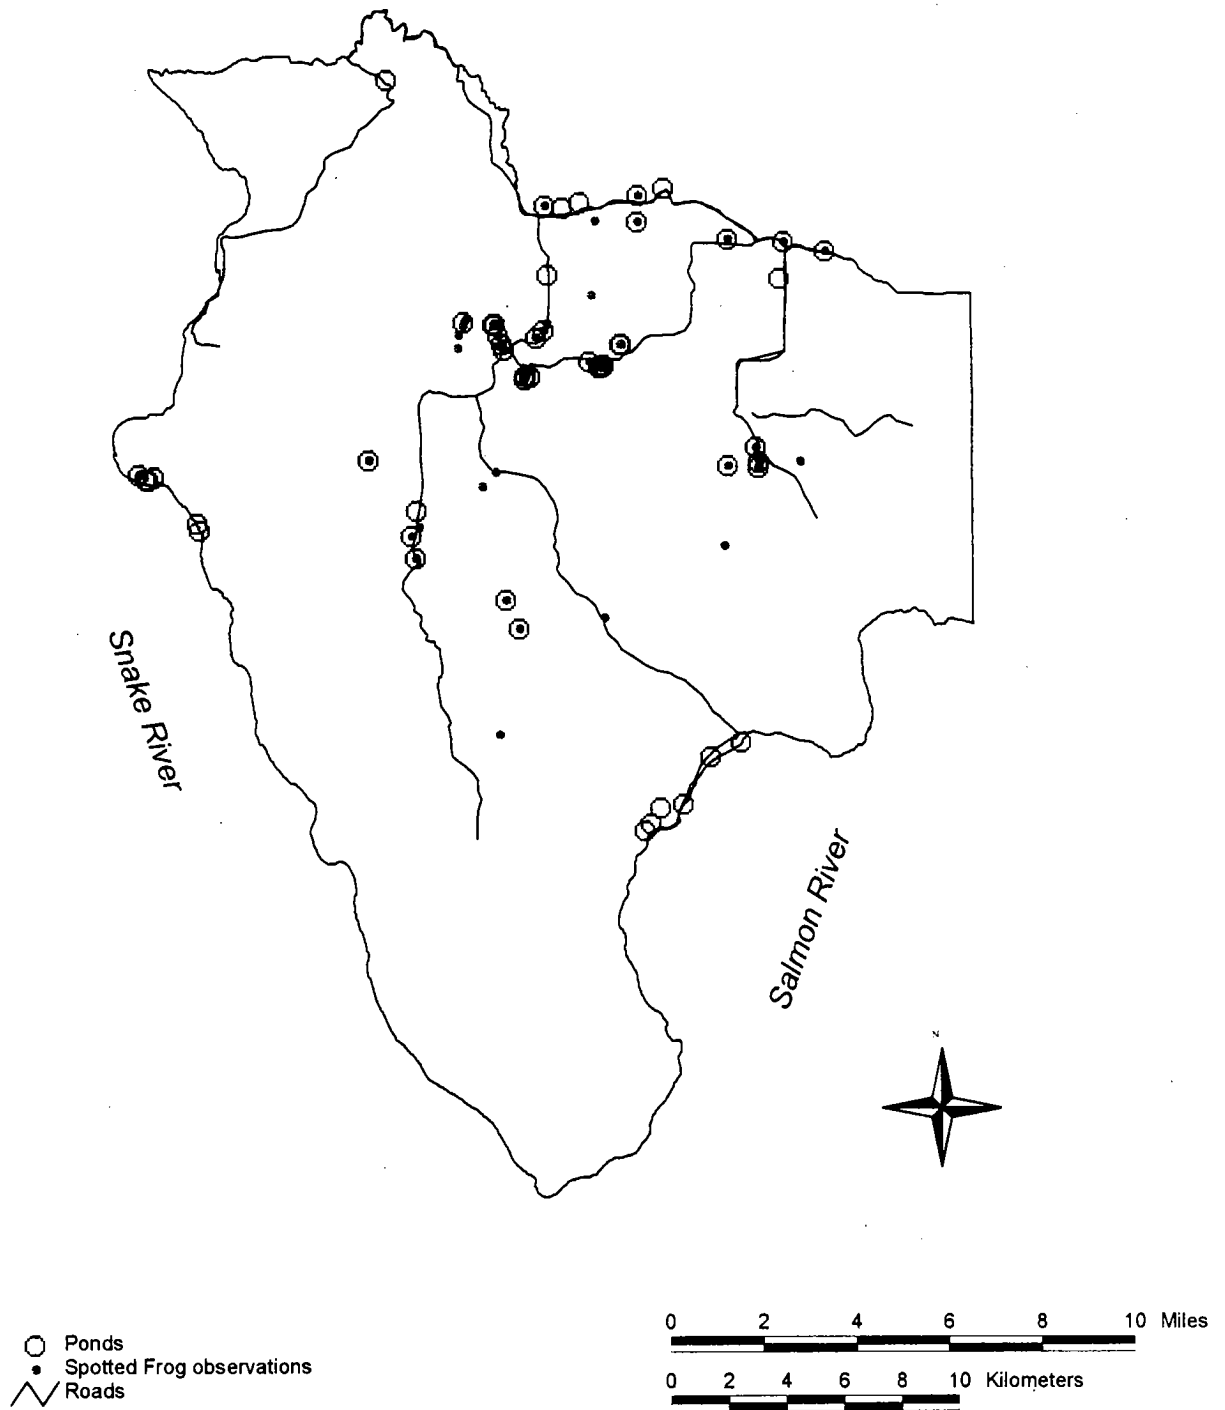 Snake River
Salmon River
N
Ponds
Spotted Frog observations
Roads
0 2 4 6 8 10 Miles
0 2 4 6 8 10 Kilometers